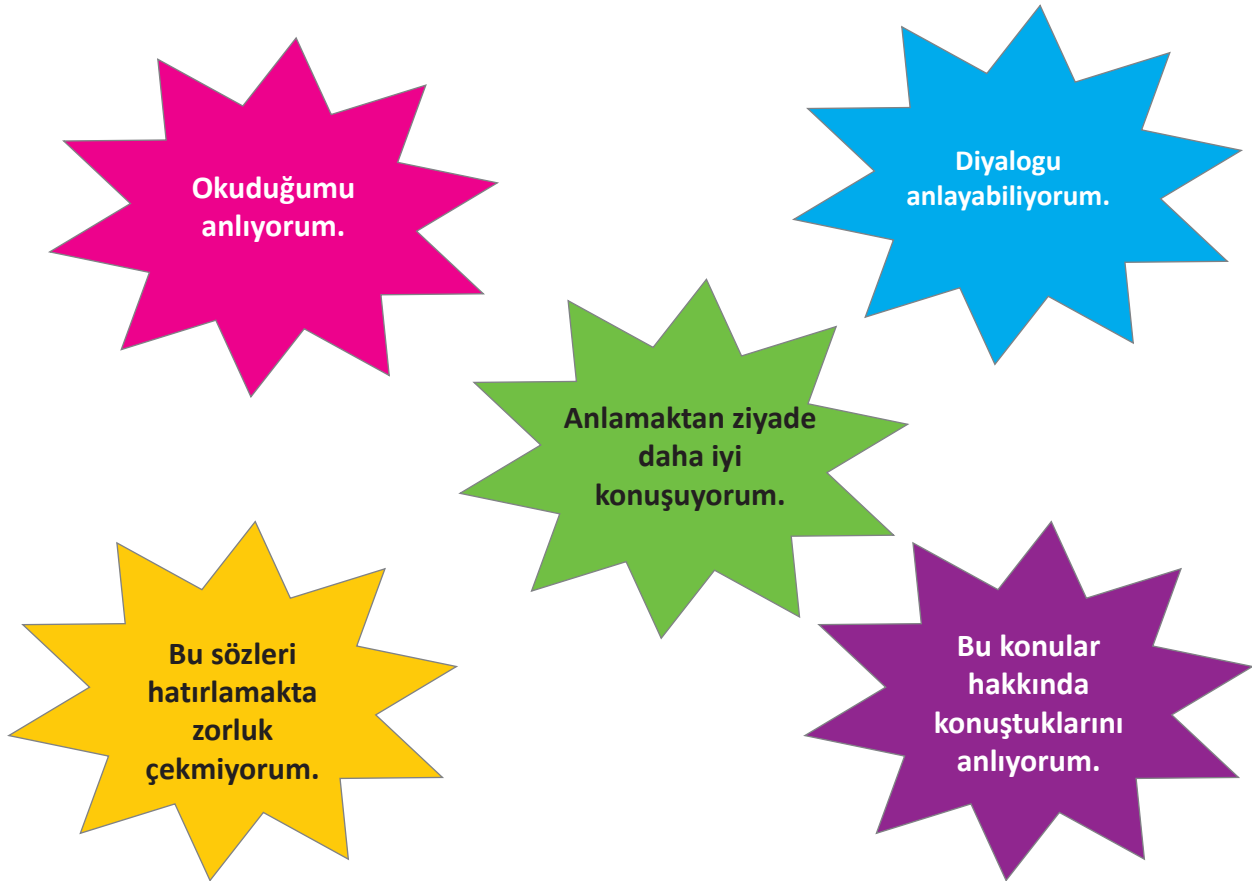 Okuduğumu
anlıyorum.
Diyalogu
anlayabiliyorum.
Anlamaktan ziyade
daha iyi
konuşuyorum.
Bu sözleri
hatırlamakta
zorluk
çekmiyorum.
Bu konular
hakkında
konuştuklarını
anlıyorum.